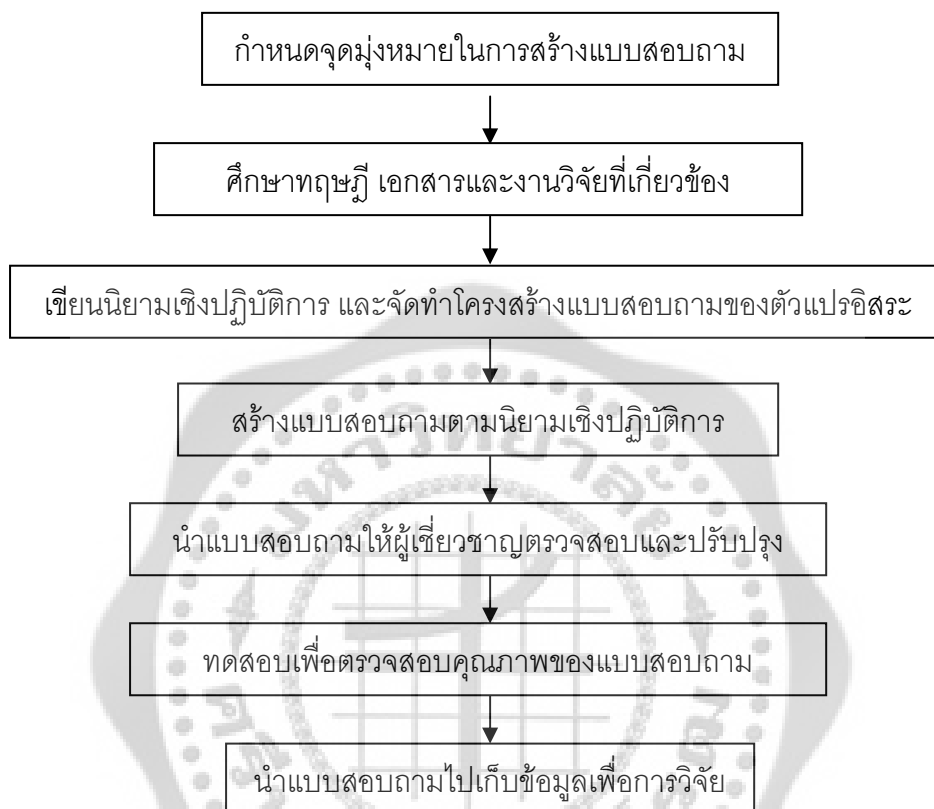 กำหนดจุดมุ่งหมายในการสร้างแบบสอบถาม
ศึกษาทฤษฎี เอกสารและงานวิจัยที่เกี่ยวข้อง
เขียนนิยามเชิงปฏิบัติการ และจัดทำโครงสร้างแบบสอบถามของตัวแปรอิสระ
สร้างแบบสอบถามตามนิยามเชิงปฏิบัติการ
มหาวิทยาลัย
นำแบบสอบถามให้ผู้เชี่ยวชาญตรวจสอบและปรับปรุง
ทดสอบเพื่อตรวจสอบคุณภาพของแบบสอบถาม
นำแบบสอบถามไปเก็บข้อมูลเพื่อการวิจัย